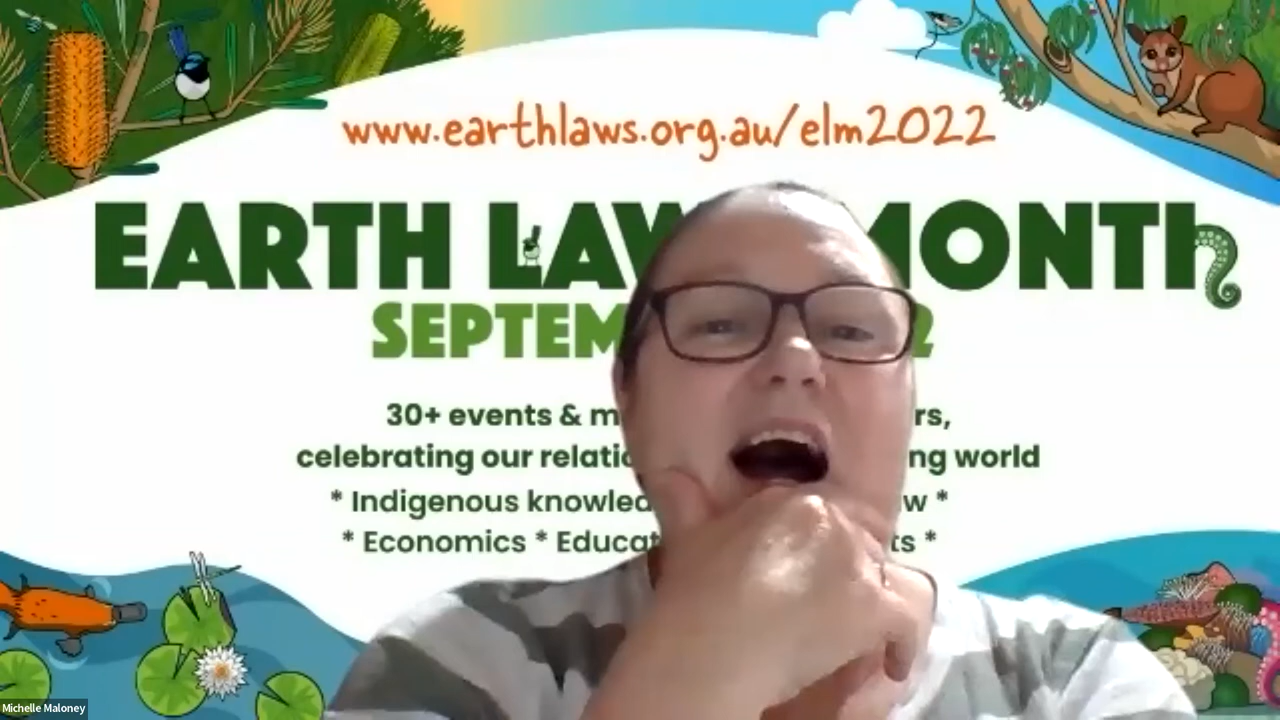 www.earthlaws.org.au/elm2022
EARTH LAW MONTH
SEPTEM 2
30+ events & m rs,
celebrating our relatio ng world
* Indigenous knowled w *
* Economics * Educat ts *
Michelle Maloney